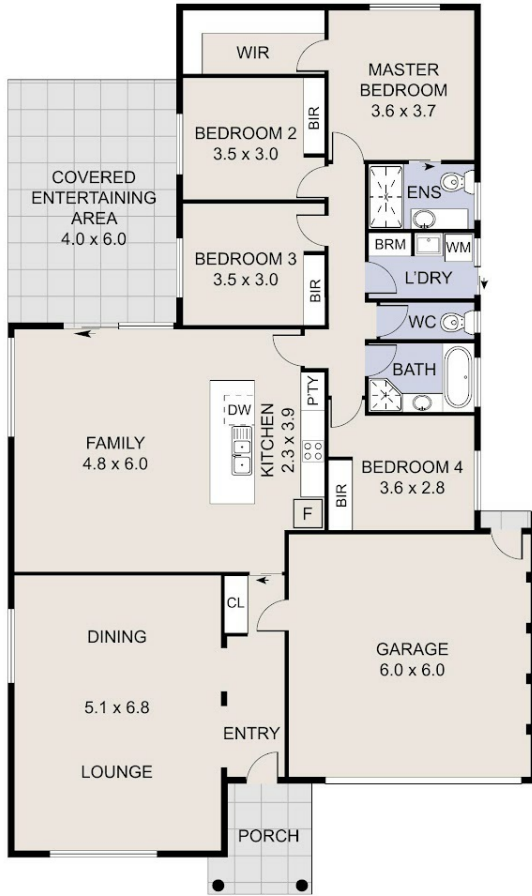 WIR
MASTER
BEDROOM
3.6 x 3.7
BEDROOM 2
3.5 x 3.0
BIR
COVERED
ENTERTAINING
AREA
4.0 x 6.0
ENS
BEDROOM 3
3.5 x 3.0
BIR
BRM
WM
L'DRY
WC
BATH
P'TY
DW
KITCHEN
2.3 x 3.9
FAMILY
4.8 x 6.0
BEDROOM 4
3.6 x 2.8
BIR
F
CL
DINING
5.1 x 6.8
LOUNGE
GARAGE
6.0 x 6.0
ENTRY
PORCH